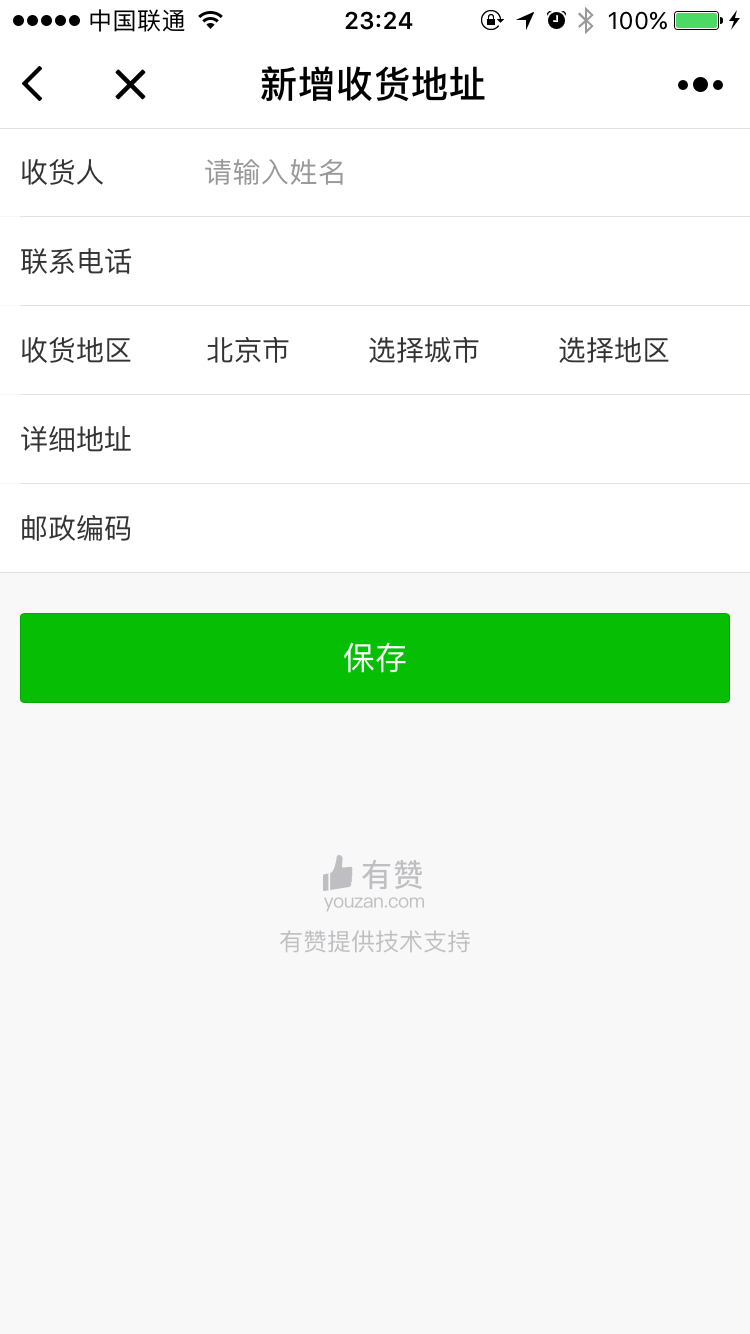 中国联通 23:24 100%
新增收货地址
收货人 请输入姓名
联系电话
收货地区 北京市 选择城市 选择地区
详细地址
邮政编码
保存
有赞
youzan.com
有赞提供技术支持